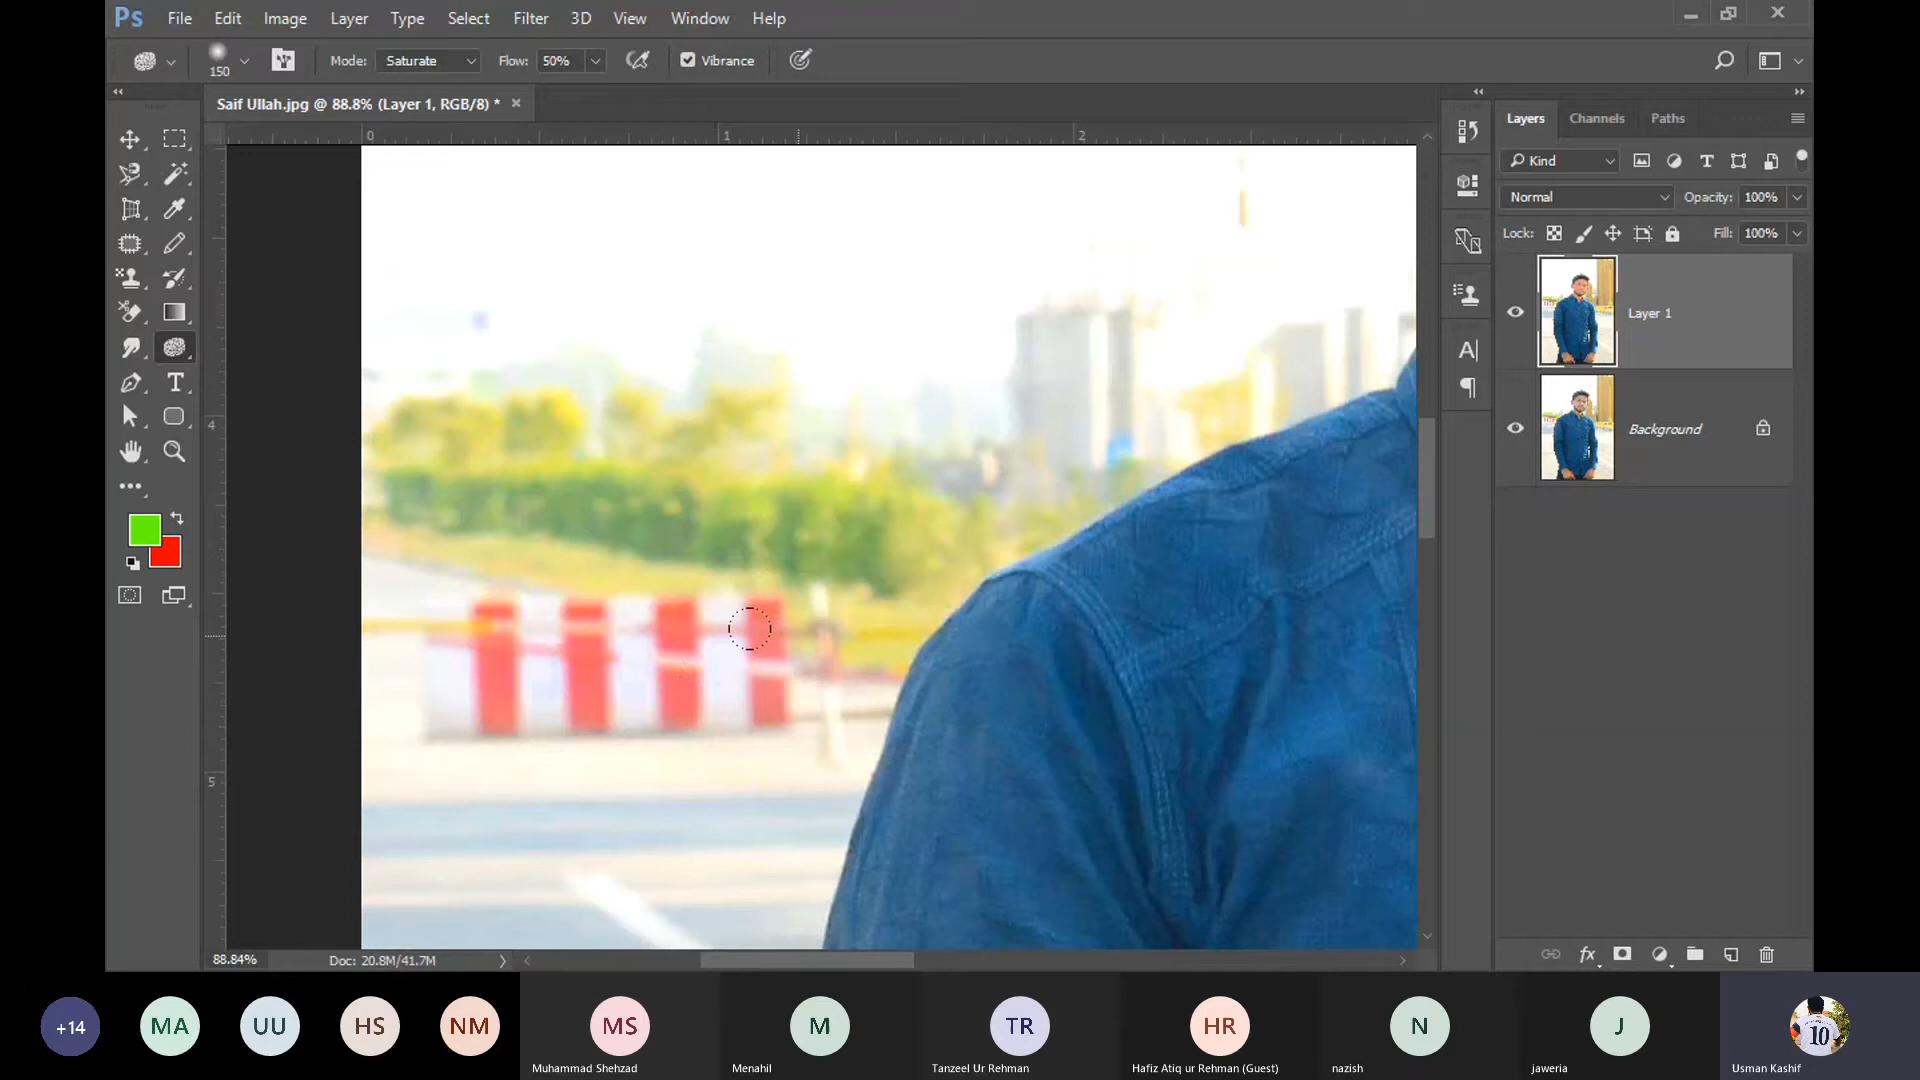 Ps File Edit Image Layer Type Select Filter 3D View Window Help
150 Mode: Saturate Flow: 50% Vibrance
Saif Ullah.jpg @ 88.8% (Layer 1, RGB/8) *
0 1 2
4
5
Layers Channels Paths
Kind
Normal Opacity: 100%
Lock: Fill: 100%
Layer 1
Background
88.84% Doc: 20.8M/41.7M
+14 MA UU HS NM MS M TR HR N J 10
Muhammad Shehzad Menahil Tanzeel Ur Rehman Hafiz Atiq ur Rehman (Guest) nazish jaweria Usman Kashif